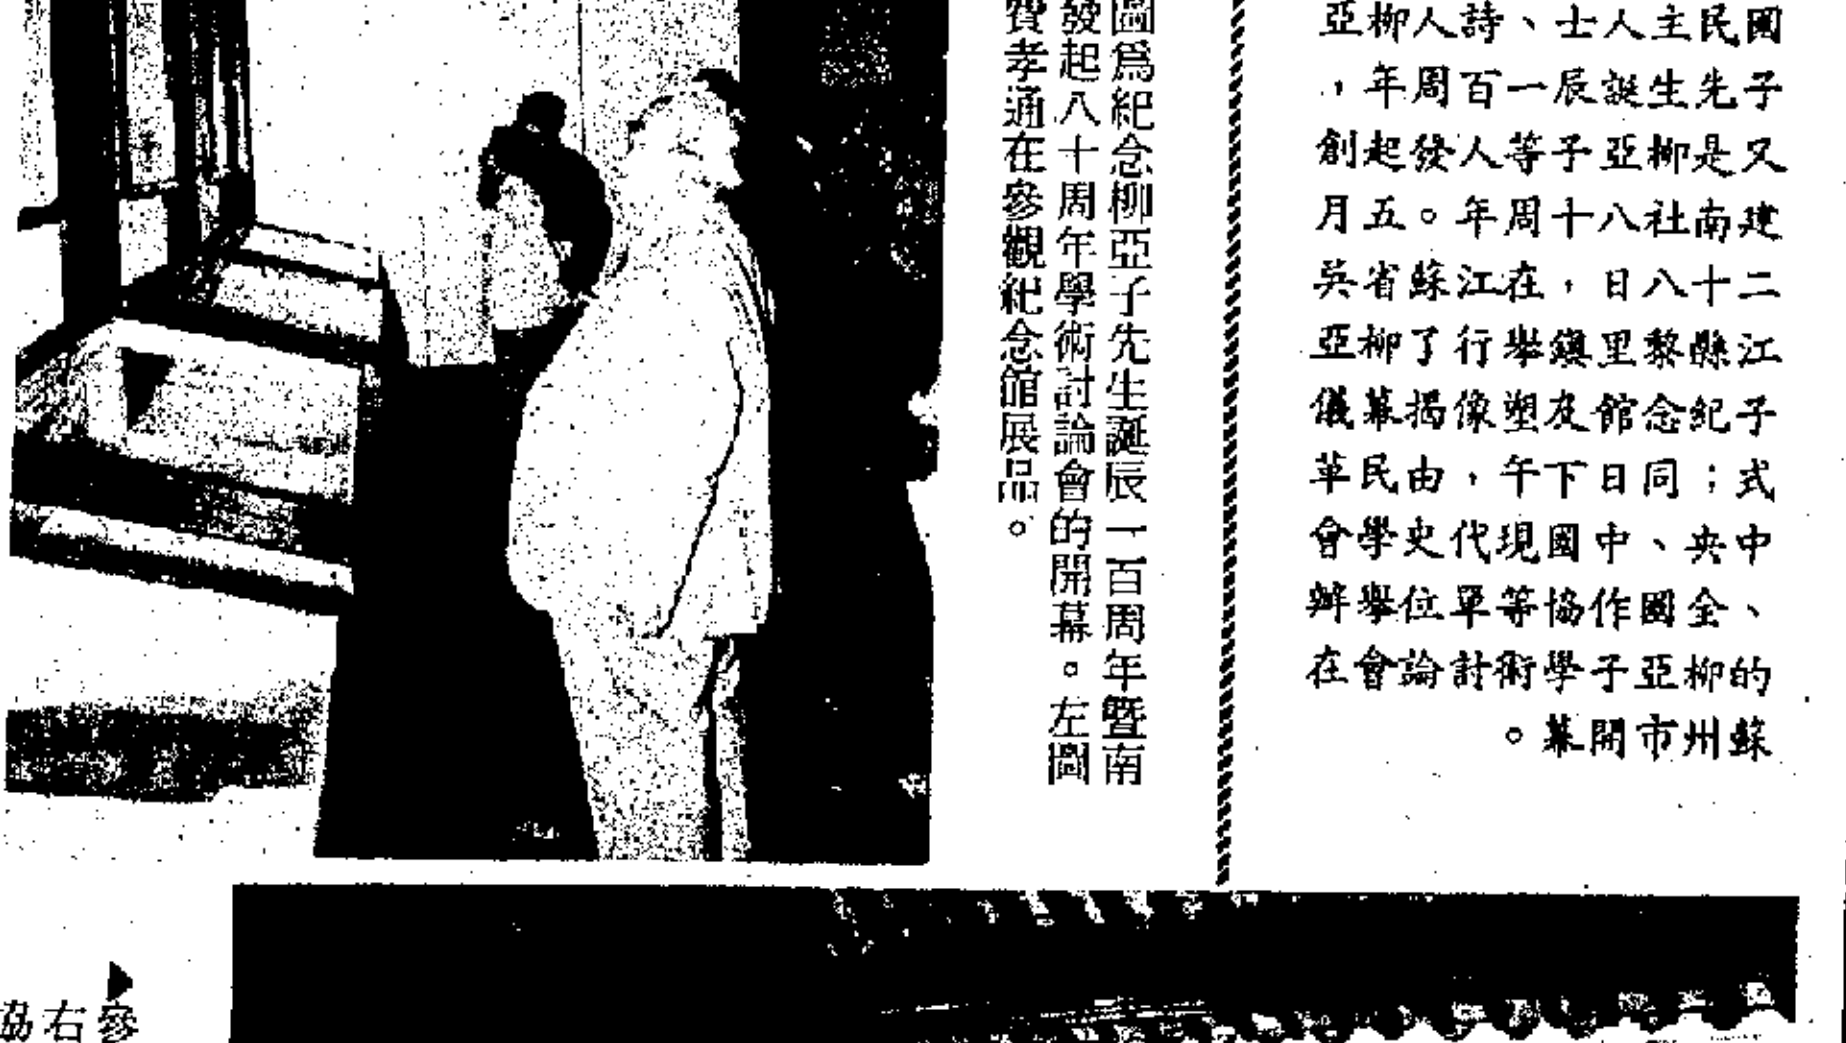 國民主人士、詩人柳亞
子先生誕辰一百周年，
又是柳亞子等人發起創
建南社八十周年。五月
二十八日，在江蘇省吳
江縣黎里鎮舉行了柳亞
子紀念館及塑像揭幕儀
式；同日下午，由民革
中央、中國現代史學會
、全國作協等單位舉辦
的柳亞子學術討論會在
蘇州市開幕。
圖爲紀念柳亞子先生誕辰一百周年暨南
發起八十周年學術討論會的開幕。左圖
費孝通在參觀紀念館展品。
參
右
協